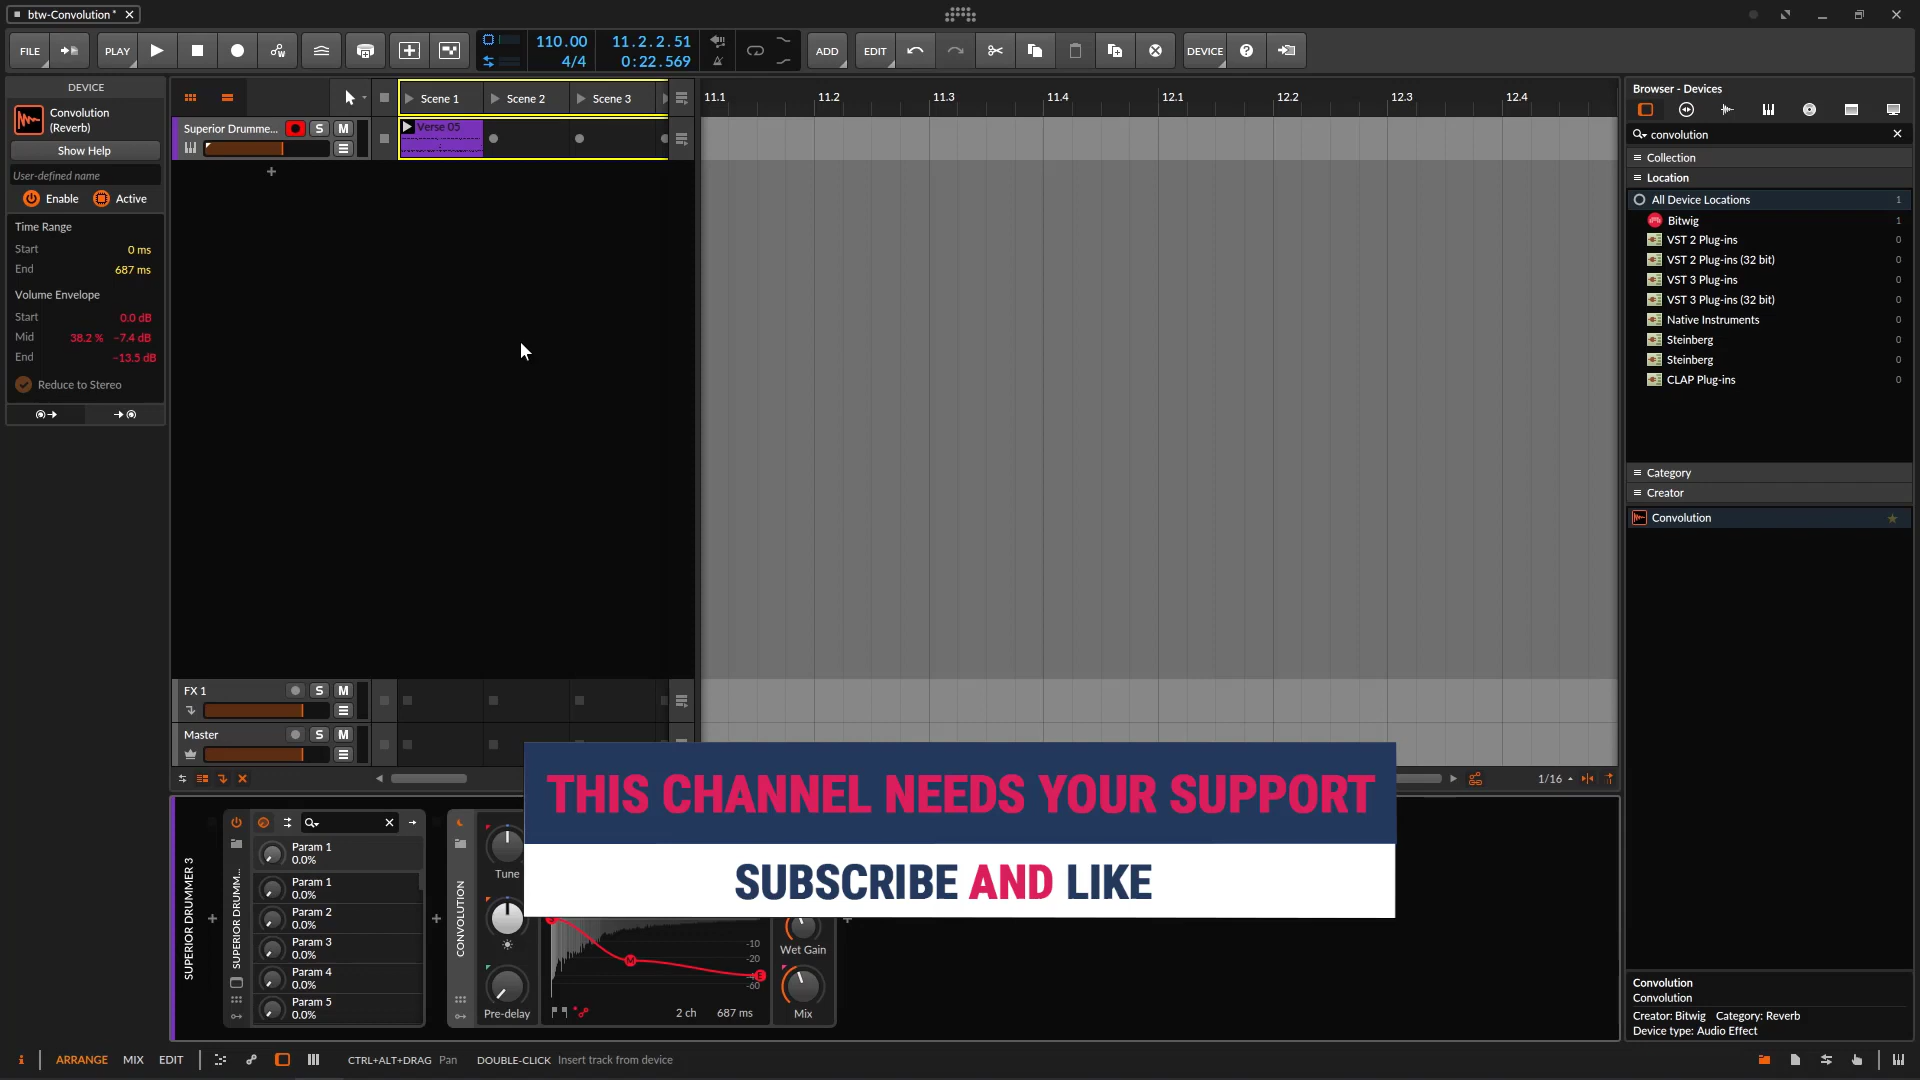 btw-Convolution *
FILE
PLAY
110.00
4/4
11.2.2.51
0:22.569
ADD
EDIT
DEVICE
DEVICE
Convolution
(Reverb)
Show Help
User-defined name
Enable
Active
Time Range
Start 0 ms
End 687 ms
Volume Envelope
Start 0.0 dB
Mid 38.2 % −7.4 dB
End −13.5 dB
Reduce to Stereo
Scene 1
Scene 2
Scene 3
Superior Drumme...
S M
Verse 05
11.1 11.2 11.3 11.4 12.1 12.2 12.3 12.4
FX 1
S M
Master
S M
1/16
Browser - Devices
convolution
Collection
Location
All Device Locations 1
Bitwig 1
VST 2 Plug-ins 0
VST 2 Plug-ins (32 bit) 0
VST 3 Plug-ins 0
VST 3 Plug-ins (32 bit) 0
Native Instruments 0
Steinberg 0
Steinberg 0
CLAP Plug-ins 0
Category
Creator
Convolution
THIS CHANNEL NEEDS YOUR SUPPORT
SUBSCRIBE AND LIKE
SUPERIOR DRUMMER 3
SUPERIOR DRUMM...
Param 1
0.0%
Param 1
0.0%
Param 2
0.0%
Param 3
0.0%
Param 4
0.0%
Param 5
0.0%
CONVOLUTION
Tune
Pre-delay
M
E
-10
-20
-60
2 ch 687 ms
Wet Gain
Mix
Convolution
Convolution
Creator: Bitwig Category: Reverb
Device type: Audio Effect
i ARRANGE MIX EDIT
CTRL+ALT+DRAG Pan DOUBLE-CLICK Insert track from device